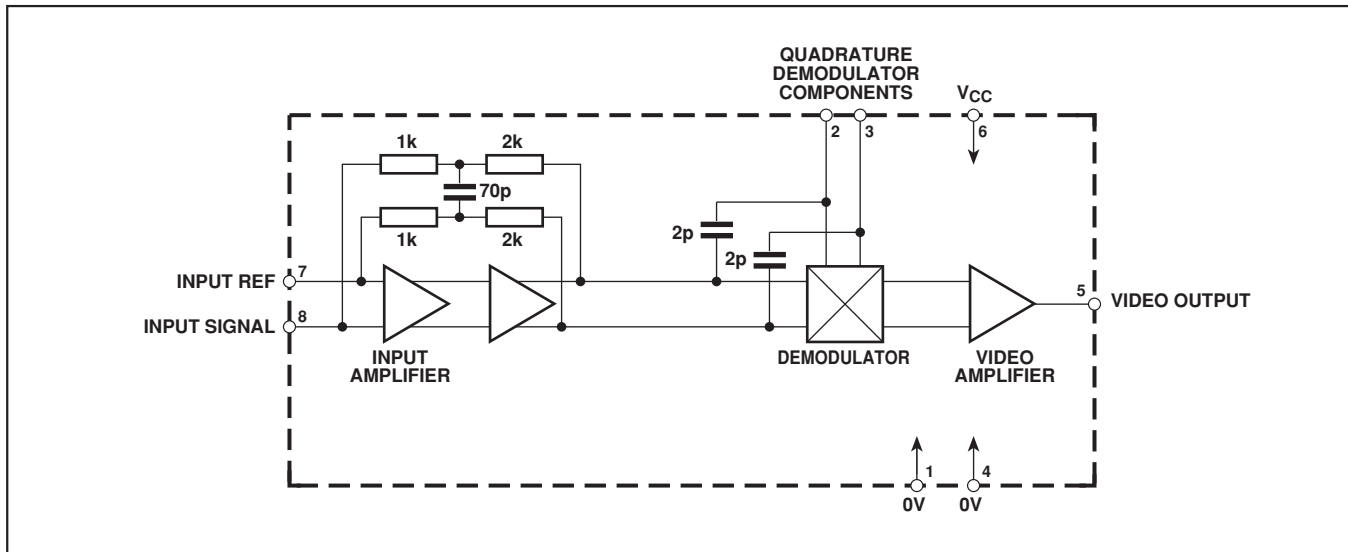 QUADRATURE
DEMODULATOR
COMPONENTS
VCC
2
3
6
1k
2k
70p
1k
2k
2p
2p
INPUT REF
7
INPUT SIGNAL
8
5
VIDEO OUTPUT
INPUT
AMPLIFIER
DEMODULATOR
VIDEO
AMPLIFIER
1
4
0V
0V